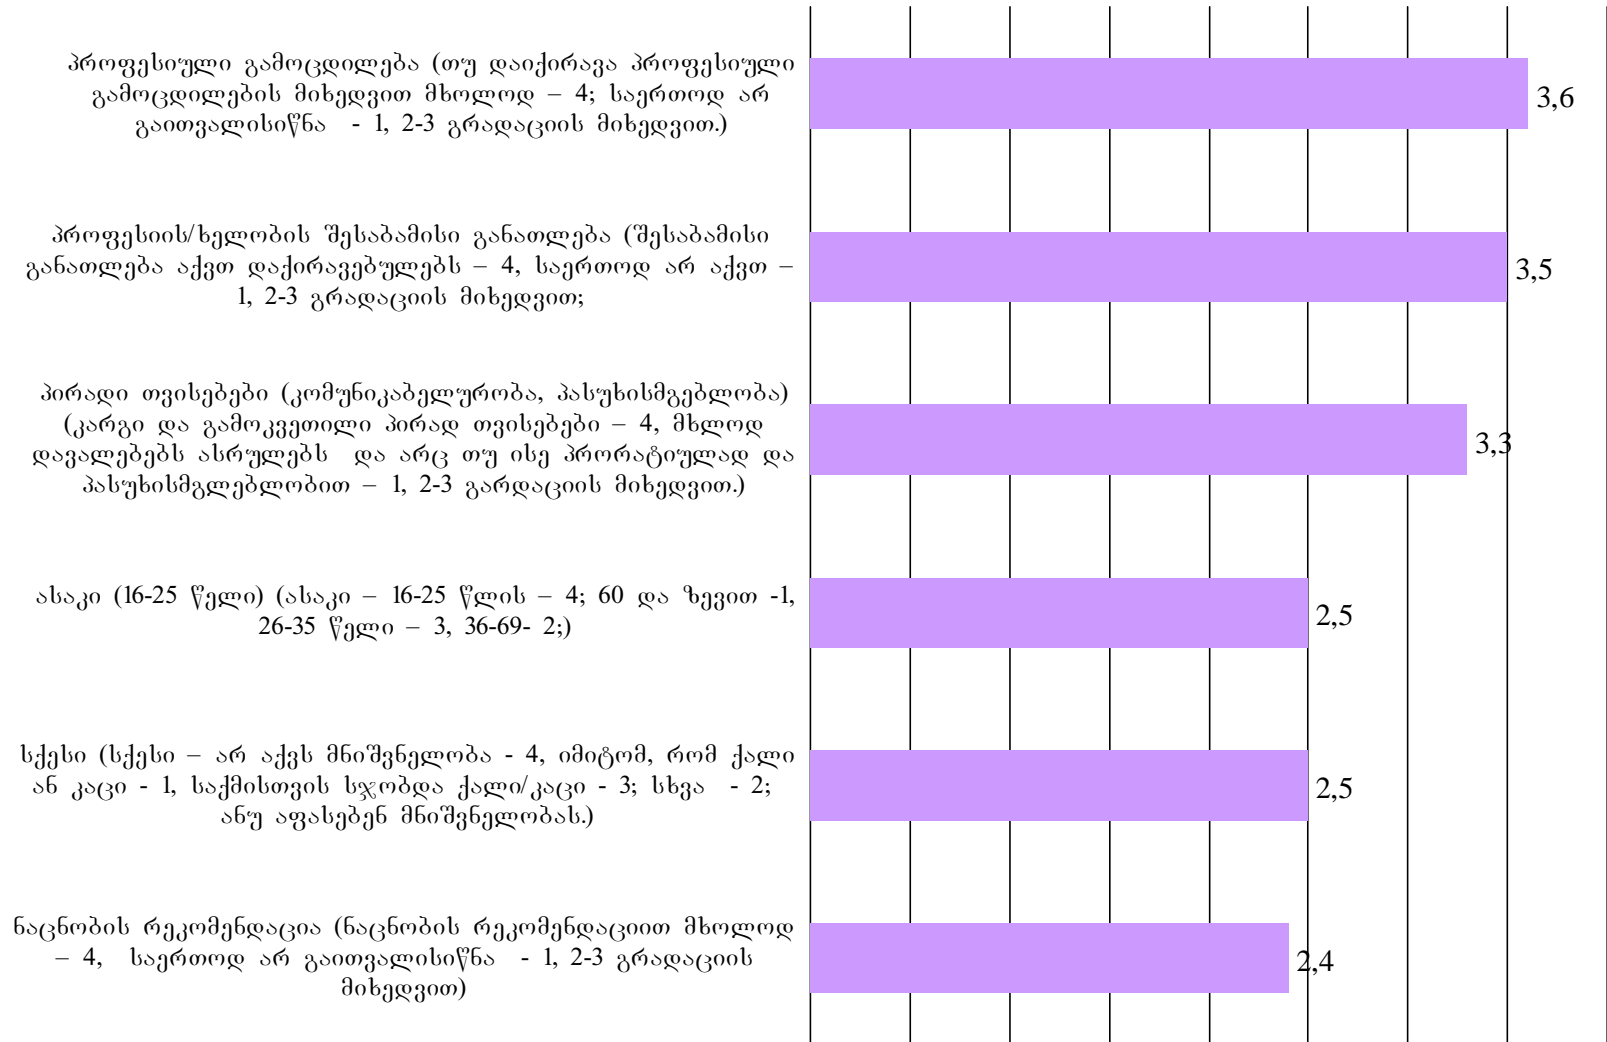 პროფესიული გამოცდილება (თუ დაიქირავა პროფესიული
გამოცდილების მიხედვით მხოლოდ – 4; საერთოდ არ
გაითვალისიწნა - 1, 2-3 გრადაციის მიხედვით.)
3,6
პროფესიის/ხელობის შესაბამისი განათლება (შესაბამისი
განათლება აქვთ დაქირავებულებს – 4, საერთოდ არ აქვთ –
1, 2-3 გრადაციის მიხედვით;
3,5
პირადი თვისებები (კომუნიკაბელურობა, პასუხისმგებლობა)
(კარგი და გამოკვეთილი პირად თვისებები – 4, მხლოდ
დავალებებს ასრულებს და არც თუ ისე პრორატიულად და
პასუხისმგლებლობით – 1, 2-3 გარდაციის მიხედვით.)
3,3
ასაკი (16-25 წელი) (ასაკი – 16-25 წლის – 4; 60 და ზევით -1,
26-35 წელი – 3, 36-69- 2;)
2,5
სქესი (სქესი – არ აქვს მნიშვნელობა - 4, იმიტომ, რომ ქალი
ან კაცი - 1, საქმისთვის სჯობდა ქალი/კაცი - 3; სხვა - 2;
ანუ აფასებენ მნიშვნელობას.)
2,5
ნაცნობის რეკომენდაცია (ნაცნობის რეკომენდაციით მხოლოდ
– 4, საერთოდ არ გაითვალისიწნა - 1, 2-3 გრადაციის
მიხედვით)
2,4